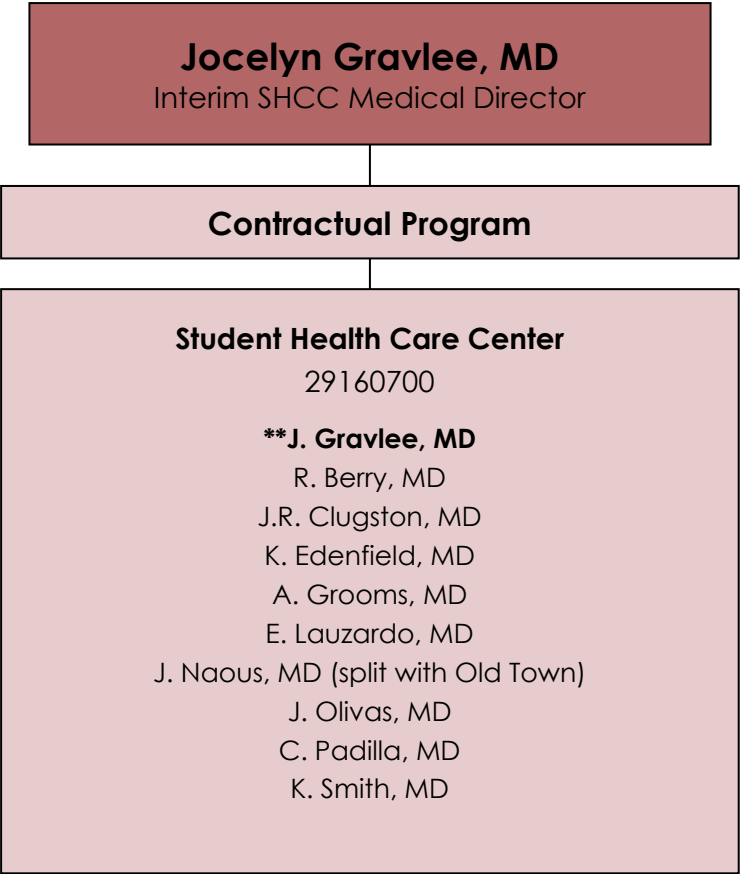 Jocelyn Gravlee, MD
Interim SHCC Medical Director
Contractual Program
Student Health Care Center
29160700
**J. Gravlee, MD
R. Berry, MD
J.R. Clugston, MD
K. Edenfield, MD
A. Grooms, MD
E. Lauzardo, MD
J. Naous, MD (split with Old Town)
J. Olivas, MD
C. Padilla, MD
K. Smith, MD